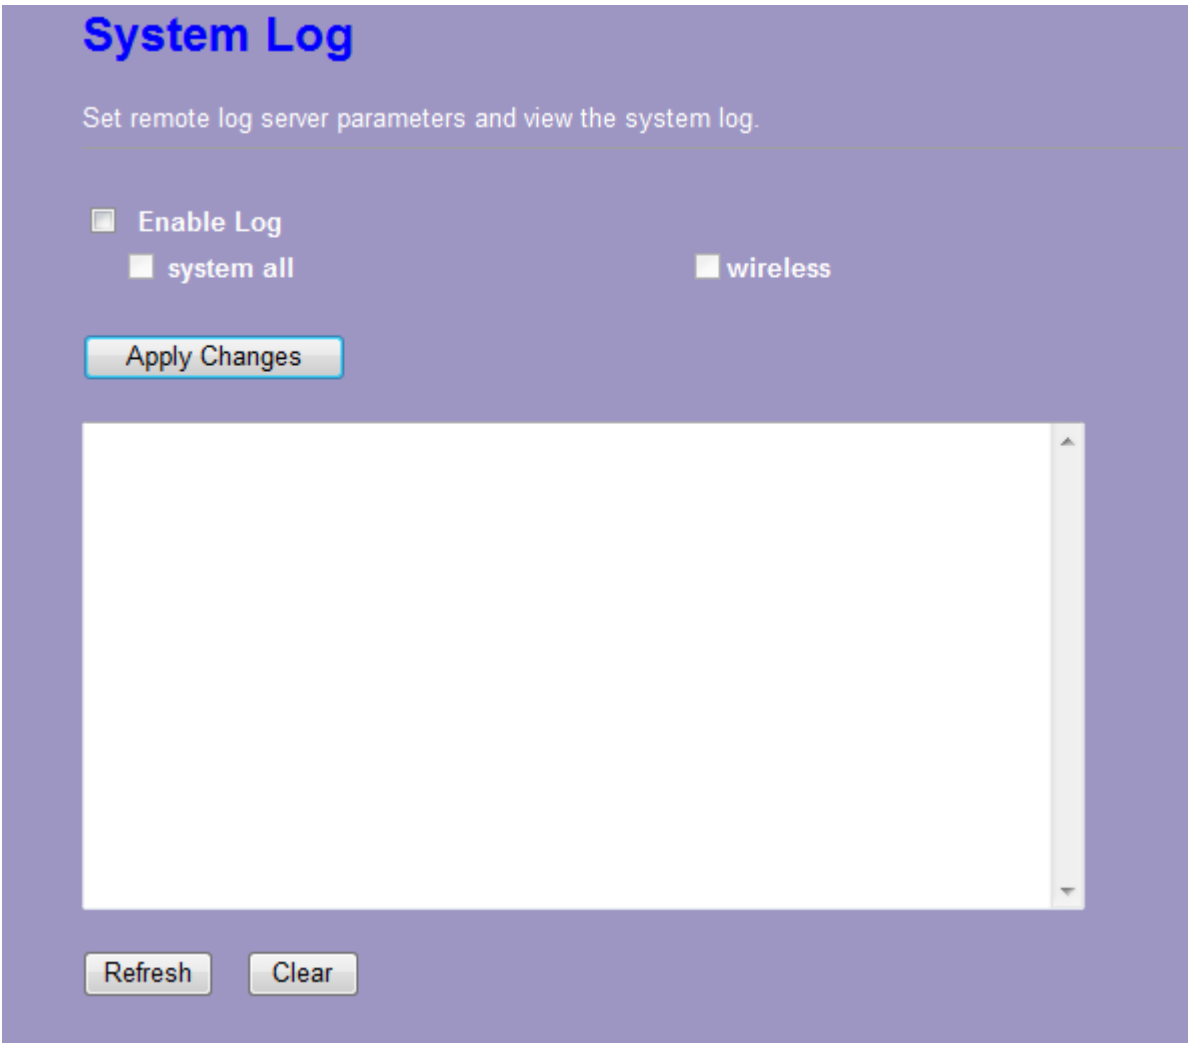 System Log
Set remote log server parameters and view the system log.
Enable Log
system all wireless
Apply Changes
Refresh Clear